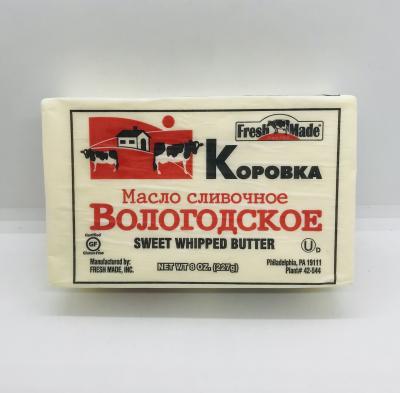 Fresh Made
КОРОВКА
МАСЛО СЛИВОЧНОЕ
ВОЛОГОДСКОЕ
SWEET WHIPPED BUTTER
Certified
GF
Gluten-Free
U D
Manufactured by:
FRESH MADE, INC.
NET WT 8 OZ. (227g)
Philadelphia, PA 19111
Plant# 42-544